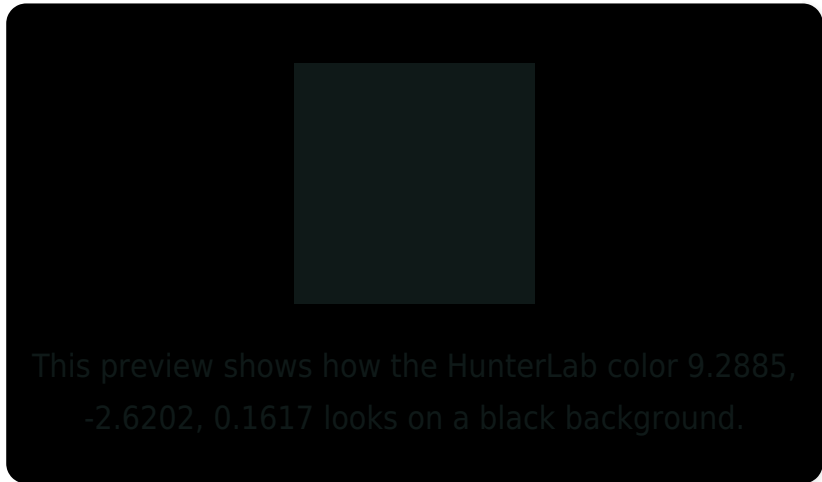 This preview shows how the HunterLab color 9.2885,
-2.6202, 0.1617 looks on a black background.